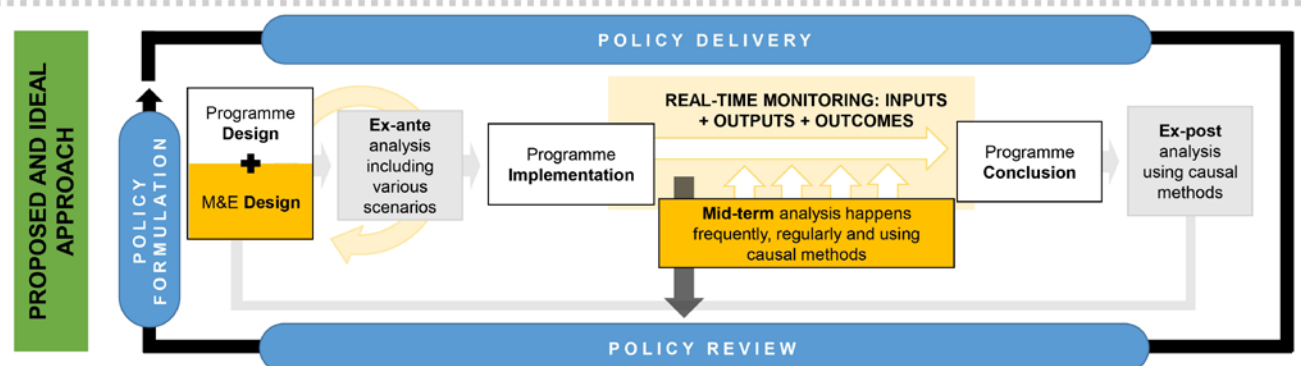 PROPOSED AND IDEAL
APPROACH
POLICY
FORMULATION
POLICY DELIVERY
Programme
Design
+
M&E Design
Ex-ante
analysis
including
various
scenarios
Programme
Implementation
REAL-TIME MONITORING: INPUTS
+ OUTPUTS + OUTCOMES
Mid-term analysis happens
frequently, regularly and using
causal methods
Programme
Conclusion
Ex-post
analysis
using causal
methods
POLICY REVIEW